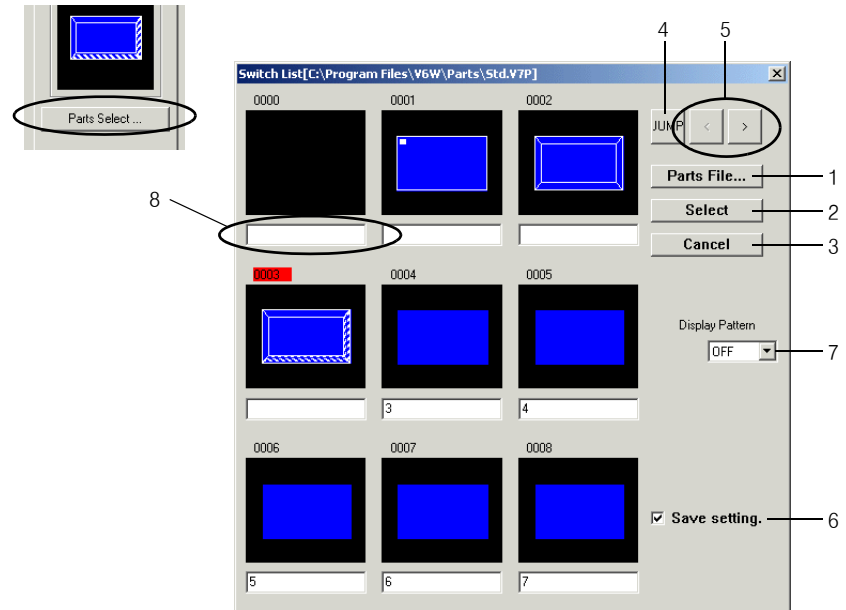 Parts Select ...
4
5
Switch List[C:\Program Files\V6W\Parts\Std.V7P]
0000
0001
0002
JUMP
<
>
Parts File...
1
Select
2
Cancel
3
8
0003
0004
0005
Display Pattern
OFF
7
3
4
0006
0007
0008
Save setting.
6
5
6
7